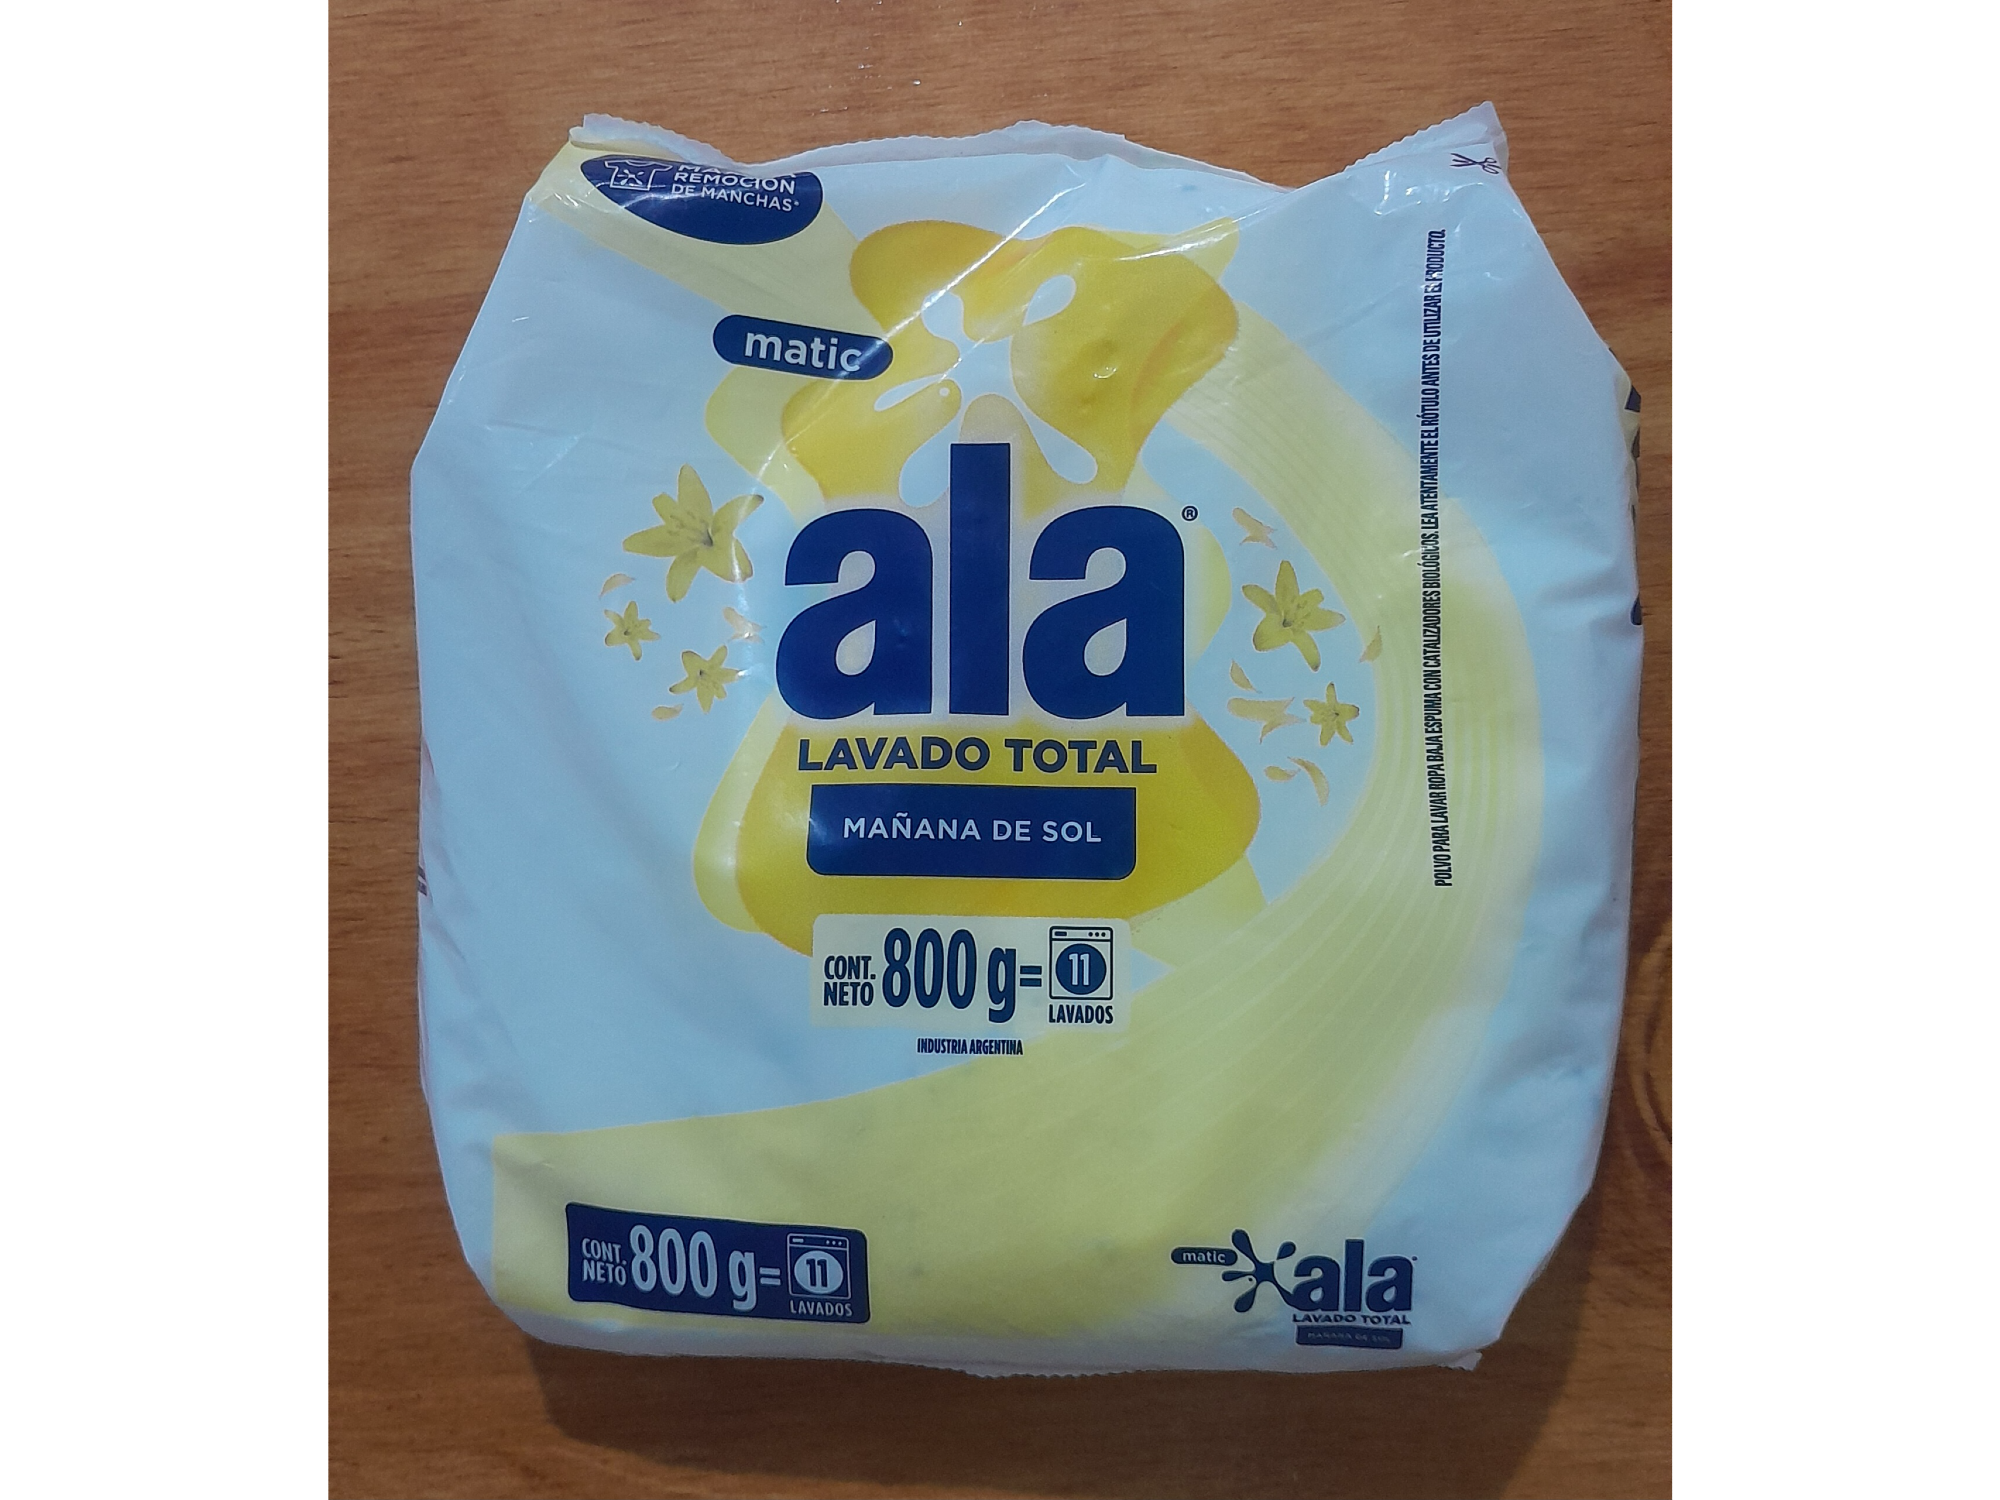 REMOCIÓN
DE MANCHAS*
matic
ala®
LAVADO TOTAL
MAÑANA DE SOL
CONT. NETO 800 g= 11 LAVADOS
INDUSTRIA ARGENTINA
POLVO PARA LAVAR ROPA BAJA ESPUMA CON CATALIZADORES BIOLÓGICOS. LEA ATENTAMENTE EL RÓTULO ANTES DE UTILIZAR EL PRODUCTO.
CONT. NETO 800 g= 11 LAVADOS
matic
ala
LAVADO TOTAL
MAÑANA DE SOL